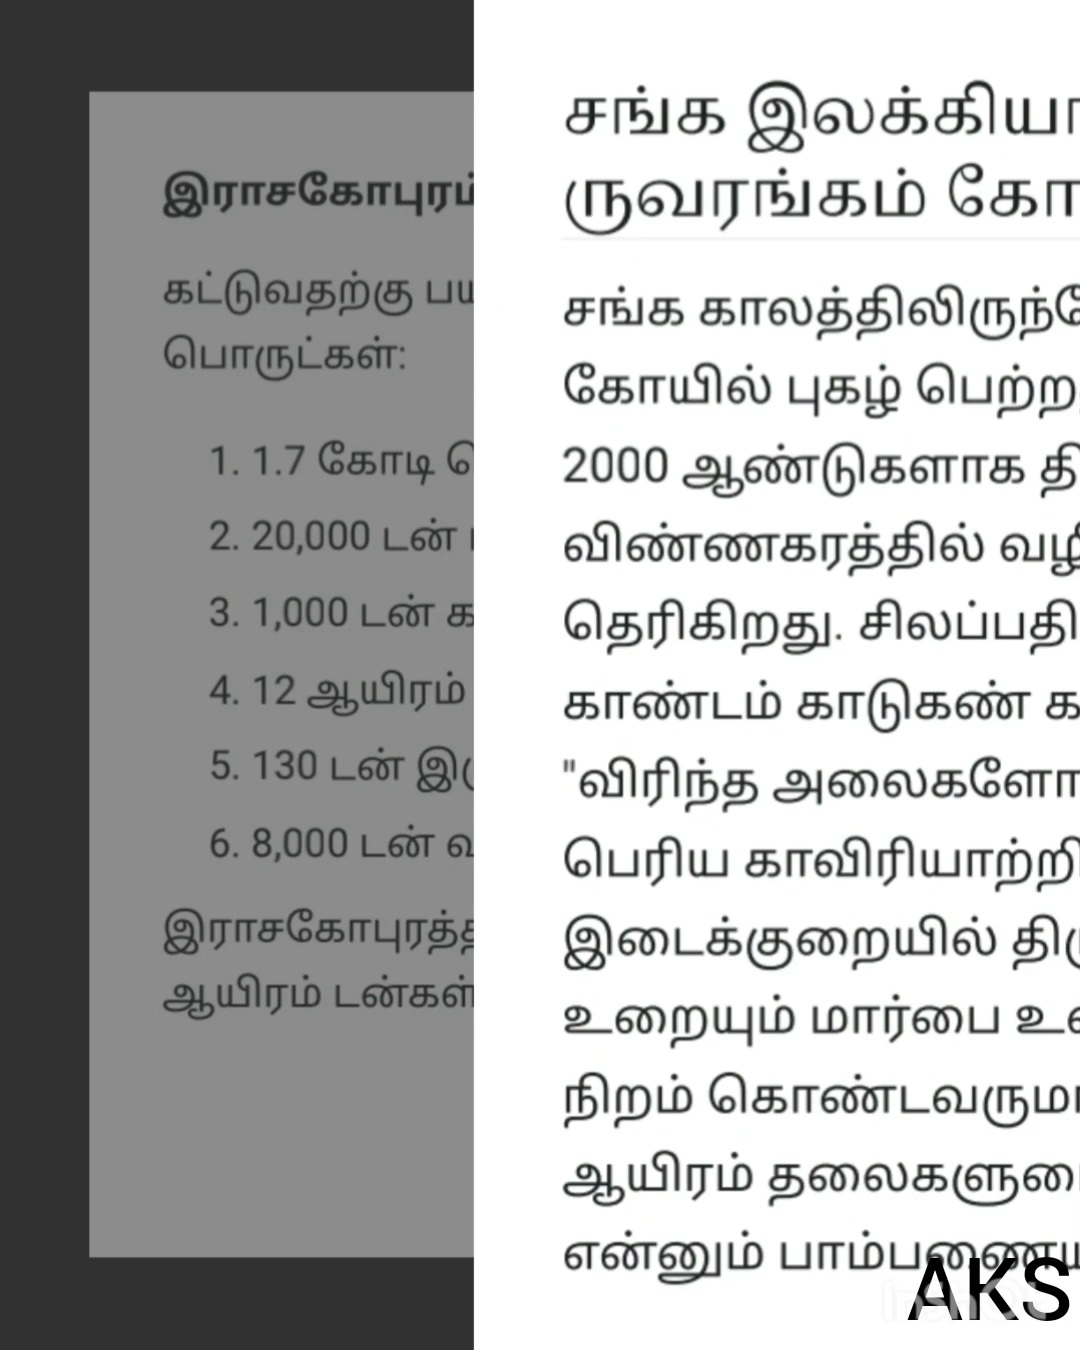 இராசகோபுரம்
கட்டுவதற்கு
பொருட்கள்:
1. 1.7 கோடி
2. 20,000 டன்
3. 1,000 டன்
4. 12 ஆயிரம்
5. 130 டன்
6. 8,000 டன்
இராசகோபுரத்
ஆயிரம் டன்கள்
சங்க இலக்கியா
ருவரங்கம் கோ
சங்க காலத்திலிருந்
கோயில் புகழ் பெற்ற
2000 ஆண்டுகளாக தி
விண்ணகரத்தில் வழி
தெரிகிறது. சிலப்பதி
காண்டம் காடுகண் க
"விரிந்த அலைகளோ
பெரிய காவிரியாற்றி
இடைக்குறையில் திரு
உறையும் மார்பை உ
நிறம் கொண்டவருமா
ஆயிரம் தலைகளுடை
என்னும் பாம்பணைய
AKS